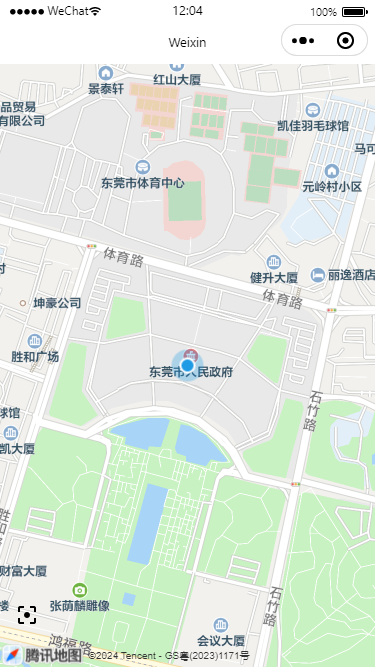 WeChat 12:04 100%
Weixin
景泰轩
红山大厦
品贸易
有限公司
凯佳羽毛球馆
马可
东莞市体育中心
元岭村小区
体育路
村
健升大厦
丽逸酒店
体育路
坤豪公司
胜和广场
东莞市人民政府
石竹路
球馆
凯大厦
胜和
财富大厦
石竹路
楼
张荫麟雕像
会议大厦
鸿福路
腾讯地图 ©2024 Tencent - GS粤(2023)1171号